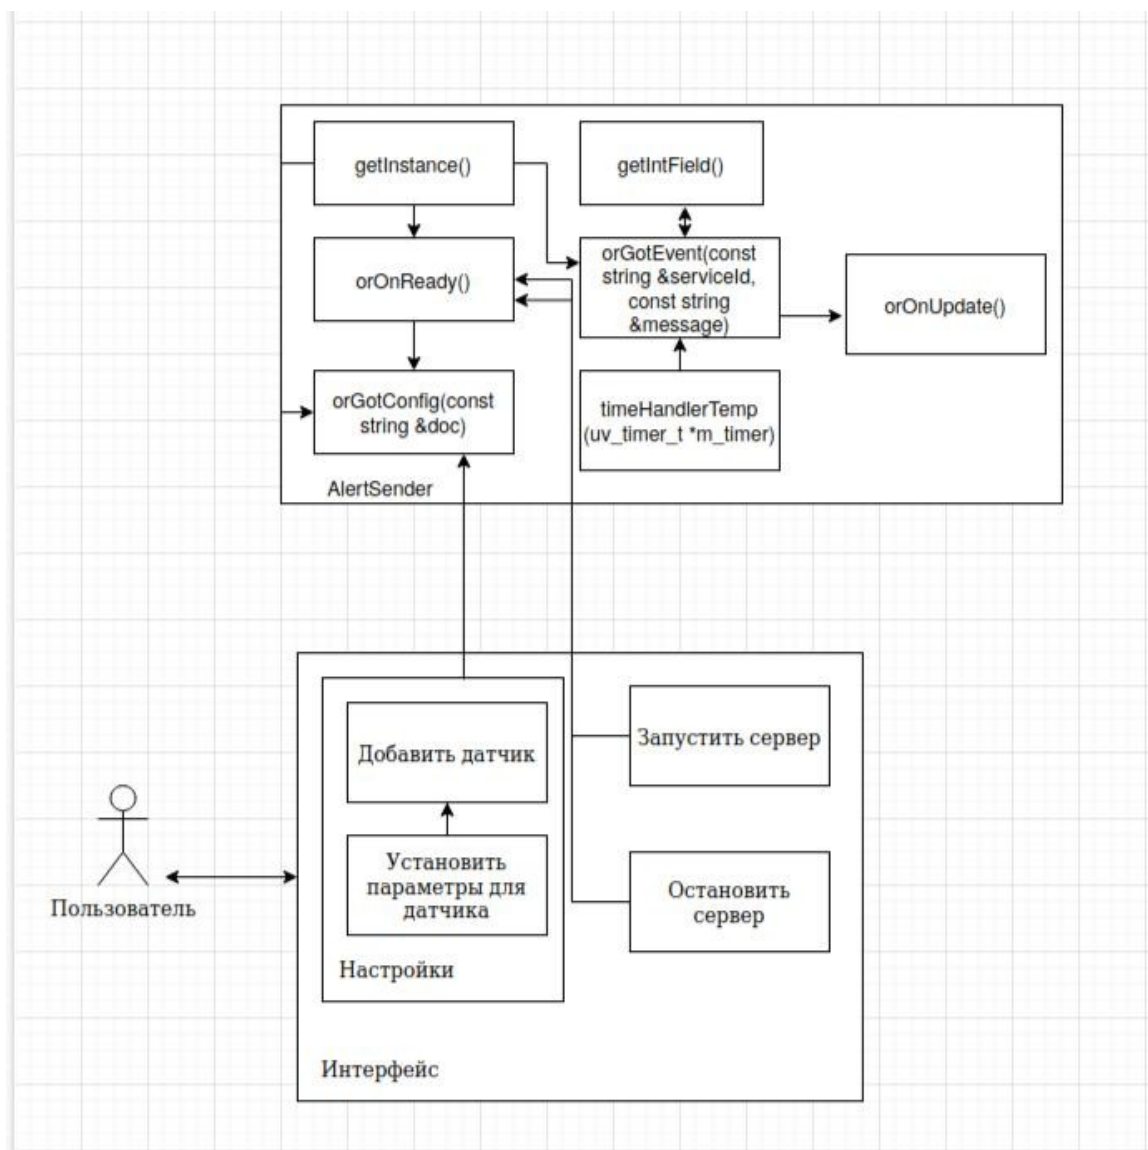 getInstance()
getIntField()
orOnReady()
orGotEvent(const
string &serviceId,
const string
&message)
orOnUpdate()
orGotConfig(const
string &doc)
timeHandlerTemp
(uv_timer_t *m_timer)
AlertSender
Добавить датчик
Запустить сервер
Установить
параметры для
датчика
Остановить
сервер
Пользователь
Настройки
Интерфейс